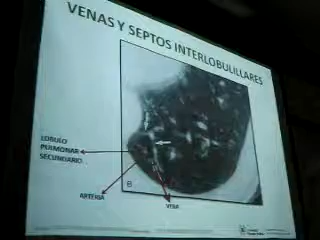 VENAS Y SEPTOS INTERLOBULILLARES
LOBULO
PULMONAR
SECUNDARIO
ARTERIA
VENA
B